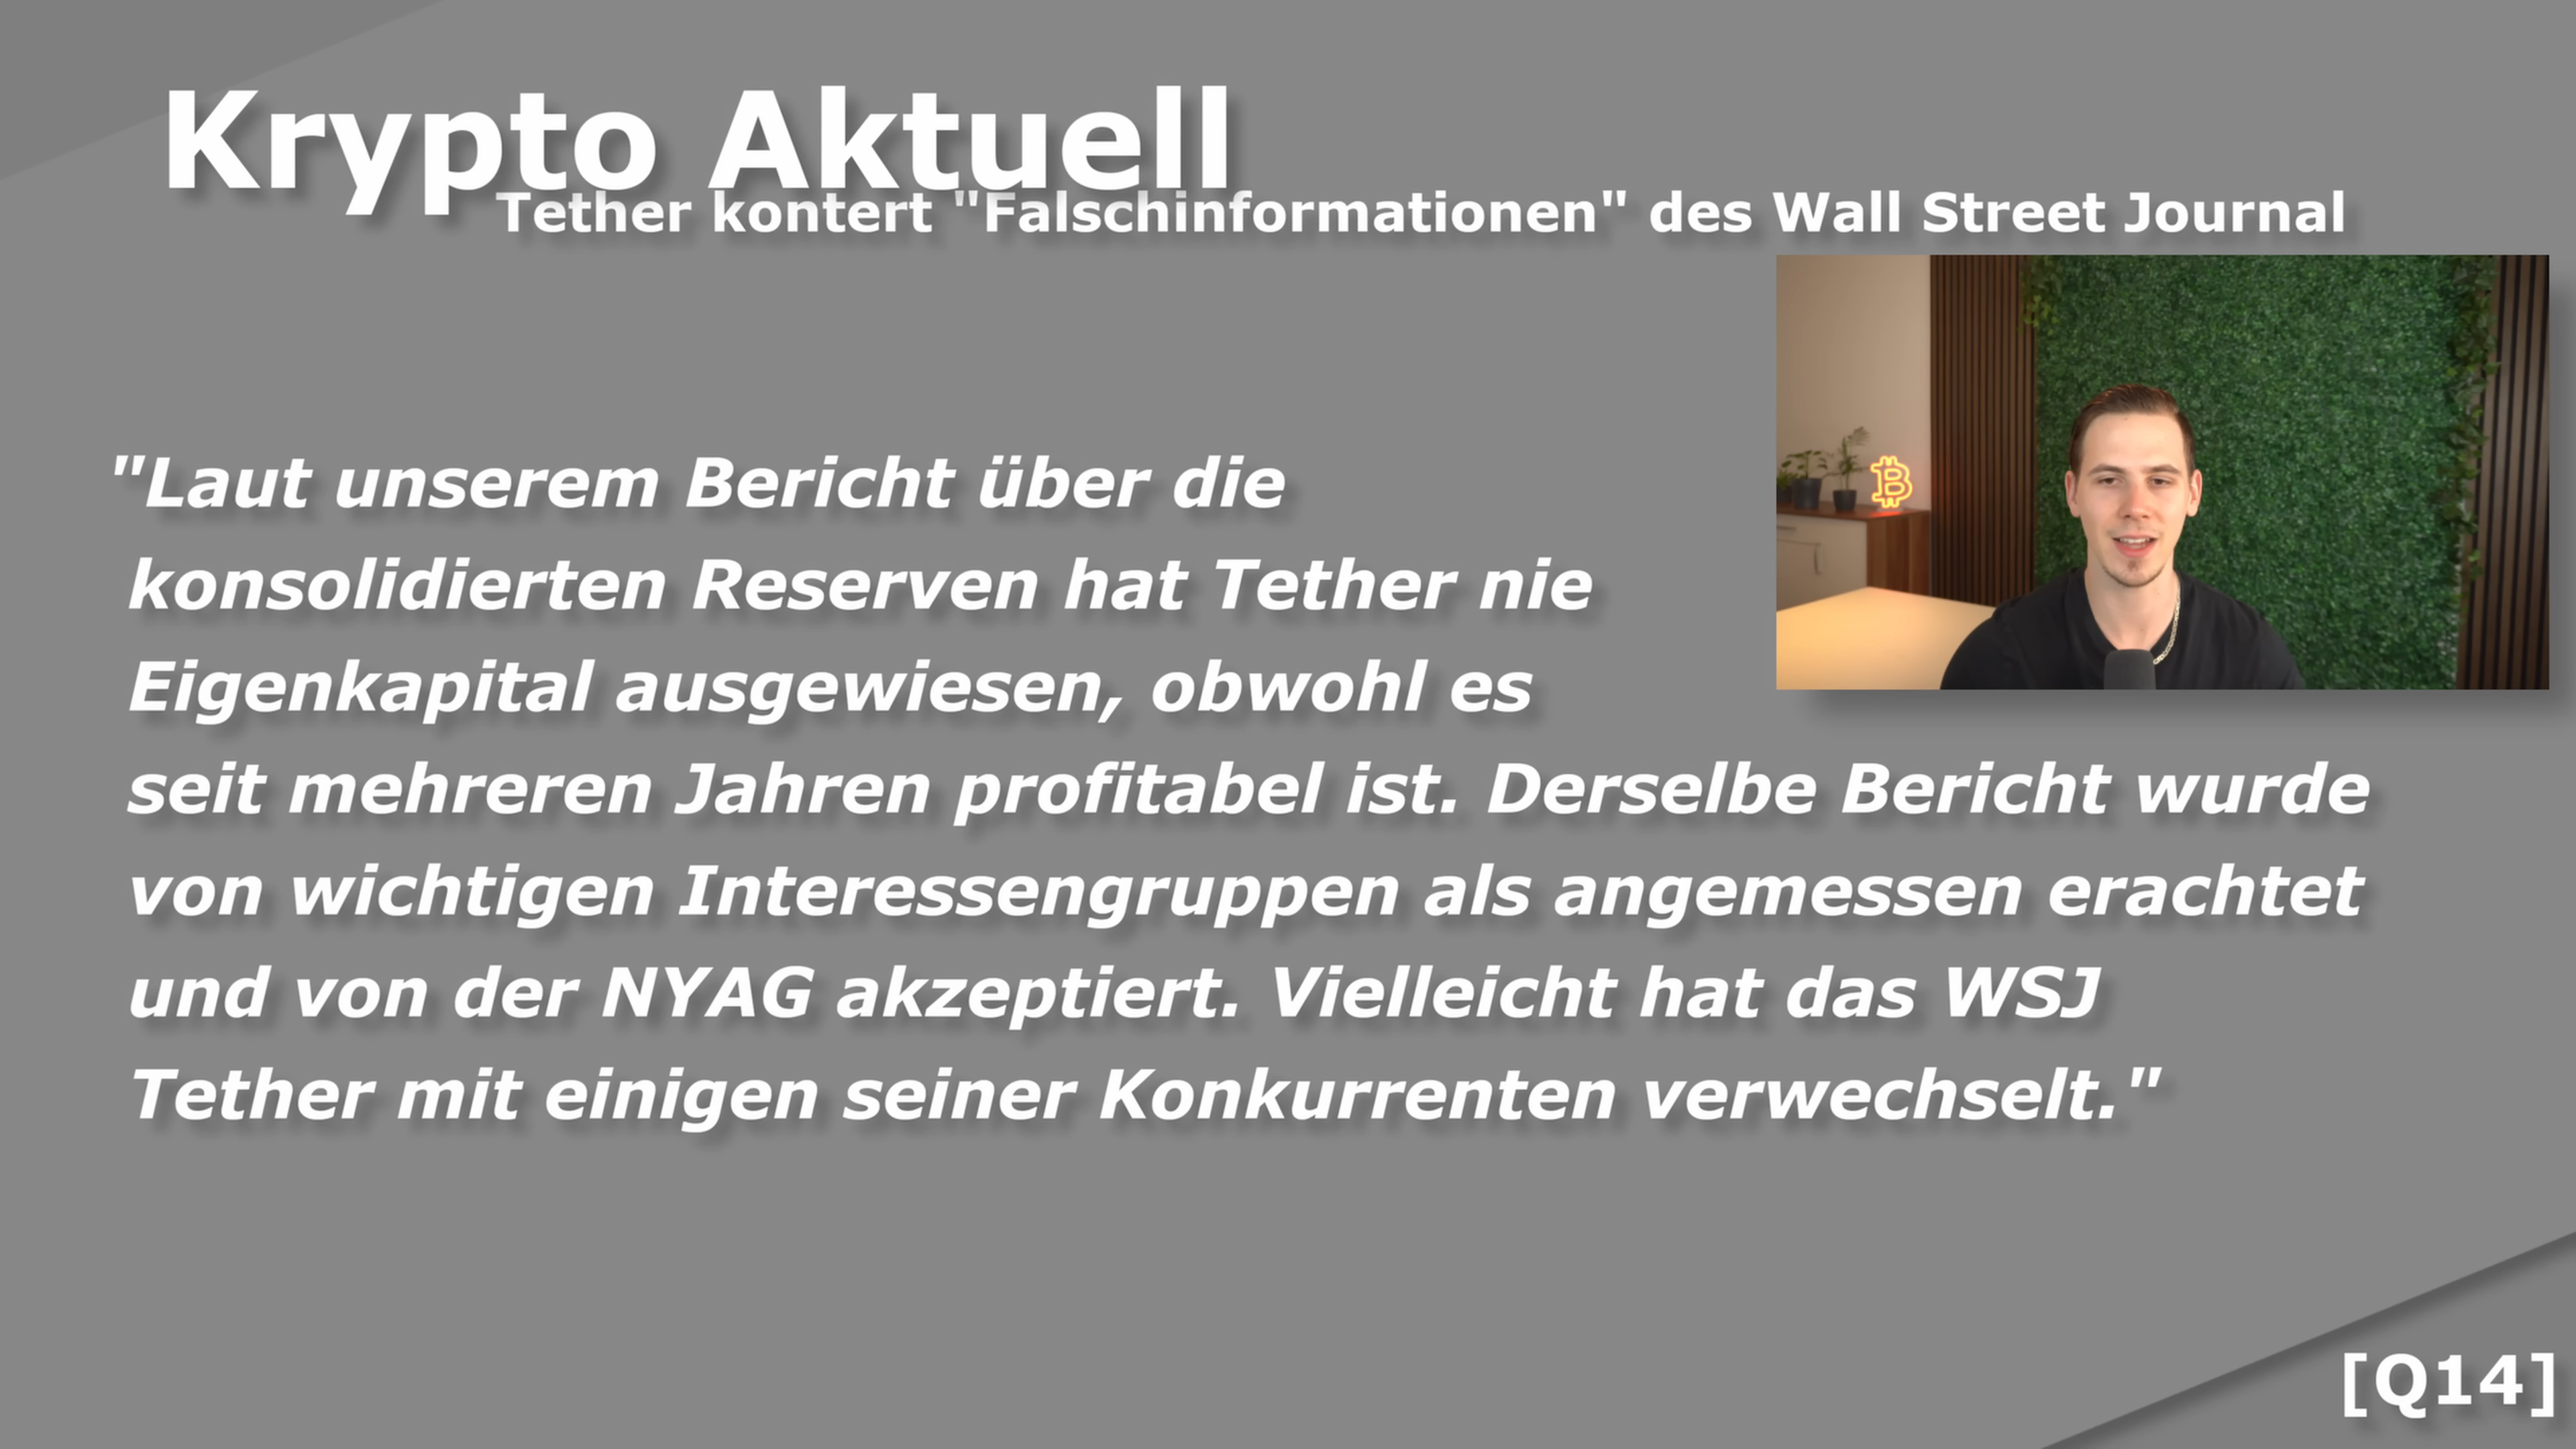 Krypto Aktuell
Tether kontert "Falschinformationen" des Wall Street Journal
"Laut unserem Bericht über die
konsolidierten Reserven hat Tether nie
Eigenkapital ausgewiesen, obwohl es
seit mehreren Jahren profitabel ist. Derselbe Bericht wurde
von wichtigen Interessengruppen als angemessen erachtet
und von der NYAG akzeptiert. Vielleicht hat das WSJ
Tether mit einigen seiner Konkurrenten verwechselt."
[Q14]